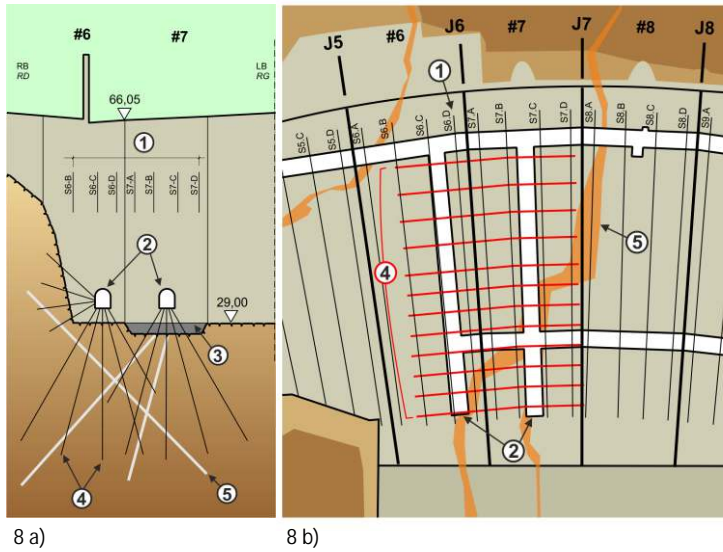 #6 #7
RB LB
RD RG
66,05
1
S6-B S6-C S6-D S7-A S7-B S7-C S7-D
2
29,00
3
4
5
8 a)
J5 #6 J6 #7 J7 #8 J8
1
S5.C S5.D S6.A S6.B S6.C S6.D S7.A S7.B S7.C S7.D S8.A S8.B S8.C S8.D S9.A
5
4
2
8 b)